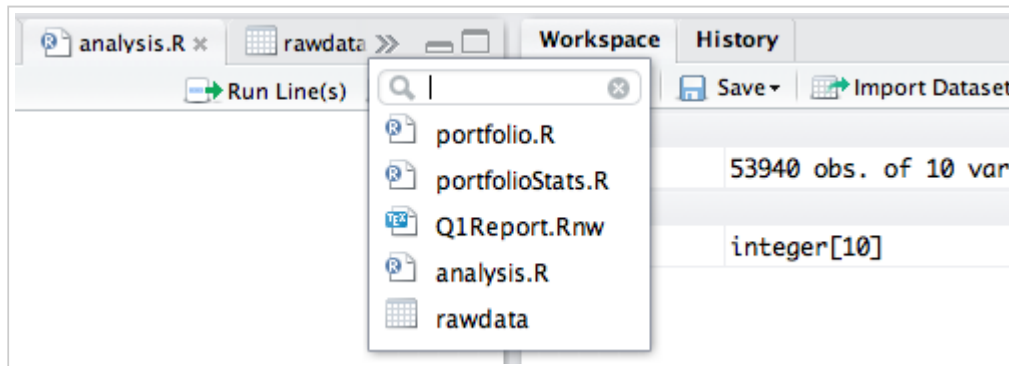 analysis.R
rawdata
Workspace
History
Run Line(s)
Save
Import Dataset
portfolio.R
53940 obs. of 10 var
portfolioStats.R
Q1Report.Rnw
integer[10]
analysis.R
rawdata